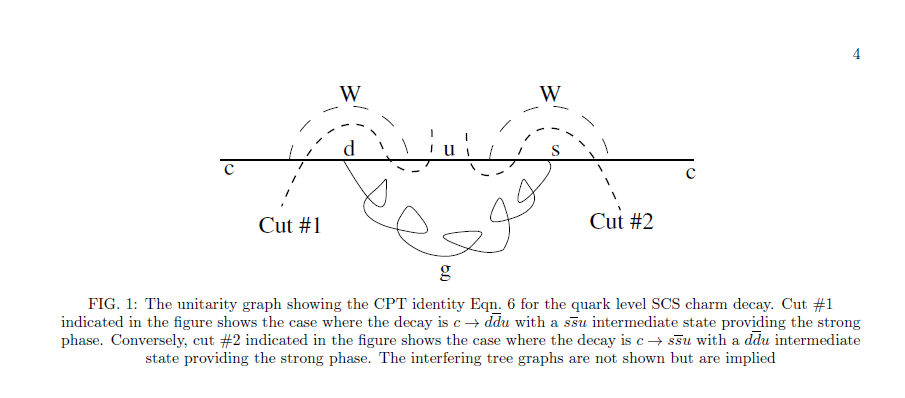 4
W W
d u s
c c
Cut #1 Cut #2
g
FIG. 1: The unitarity graph showing the CPT identity Eqn. 6 for the quark level SCS charm decay. Cut #1
indicated in the figure shows the case where the decay is c → dd̅u with a ss̅u intermediate state providing the strong
phase. Conversely, cut #2 indicated in the figure shows the case where the decay is c → ss̅u with a dd̅u intermediate
state providing the strong phase. The interfering tree graphs are not shown but are implied